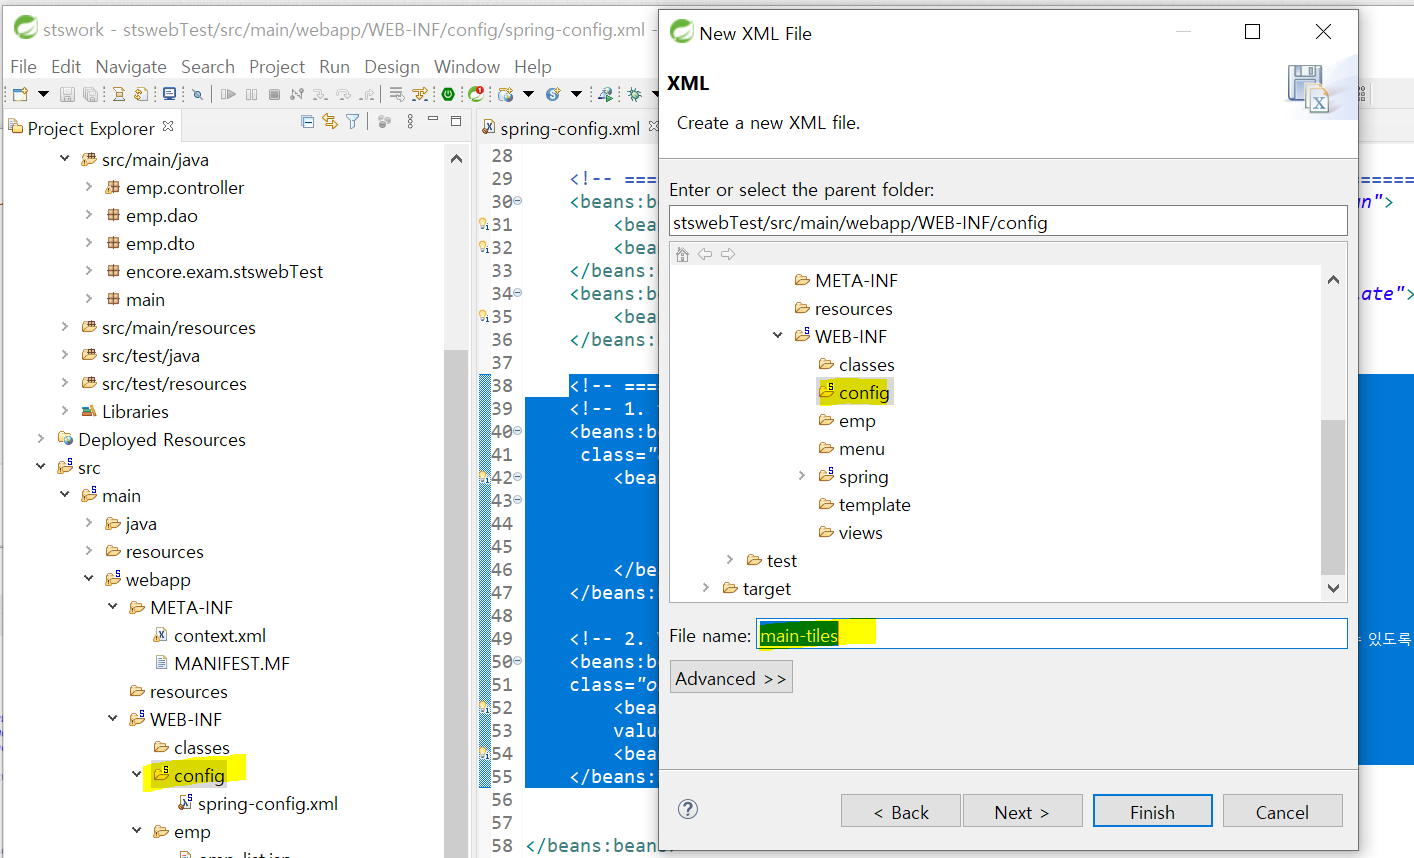 stswork - stswebTest/src/main/webapp/WEB-INF/config/spring-config.xml -
File Edit Navigate Search Project Run Design Window Help
Project Explorer
src/main/java
emp.controller
emp.dao
emp.dto
encore.exam.stswebTest
main
src/main/resources
src/test/java
src/test/resources
Libraries
Deployed Resources
src
main
java
resources
webapp
META-INF
context.xml
MANIFEST.MF
resources
WEB-INF
classes
config
spring-config.xml
emp
spring-config.xml
28
29 <!-- ===
30 <beans:be
31 <bea
32 <bea
33 </beans:
34 <beans:be
35 <bea
36 </beans:
37
38 <!-- ===
39 <!-- 1.
40 <beans:be
41 class="
42 <bea
43
44
45
46 </be
47 </beans:
48
49 <!-- 2.
50 <beans:be
51 class="o
52 <bea
53 valu
54 <bea
55 </beans:
56
57
58 </beans:beans>
n">
ate">
있도록
New XML File
XML
Create a new XML file.
Enter or select the parent folder:
stswebTest/src/main/webapp/WEB-INF/config
META-INF
resources
WEB-INF
classes
config
emp
menu
spring
template
views
test
target
File name: main-tiles
Advanced >>
< Back
Next >
Finish
Cancel